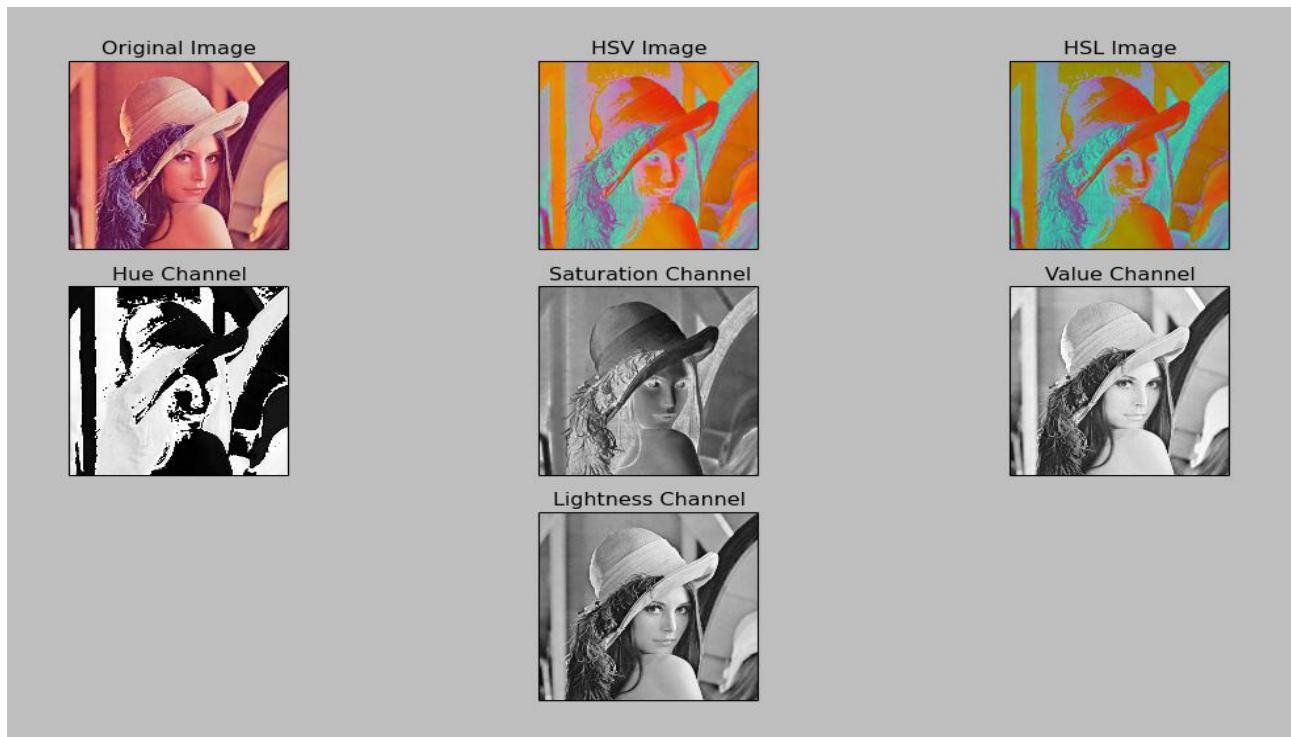 Original Image
HSV Image
HSL Image
Hue Channel
Saturation Channel
Value Channel
Lightness Channel